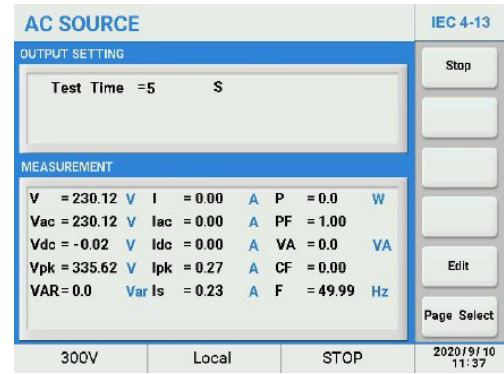 AC SOURCE
IEC 4-13
OUTPUT SETTING
Test Time =5 S
Stop
MEASUREMENT
V = 230.12 V I = 0.00 A P = 0.0 W
Vac = 230.12 V Iac = 0.00 A PF = 1.00
Vdc = -0.02 V Idc = 0.00 A VA = 0.0 VA
Vpk = 335.62 V Ipk = 0.27 A CF = 0.00
VAR= 0.0 Var Is = 0.23 A F = 49.99 Hz
Edit
Page Select
300V Local STOP
2020/9/10
11:37